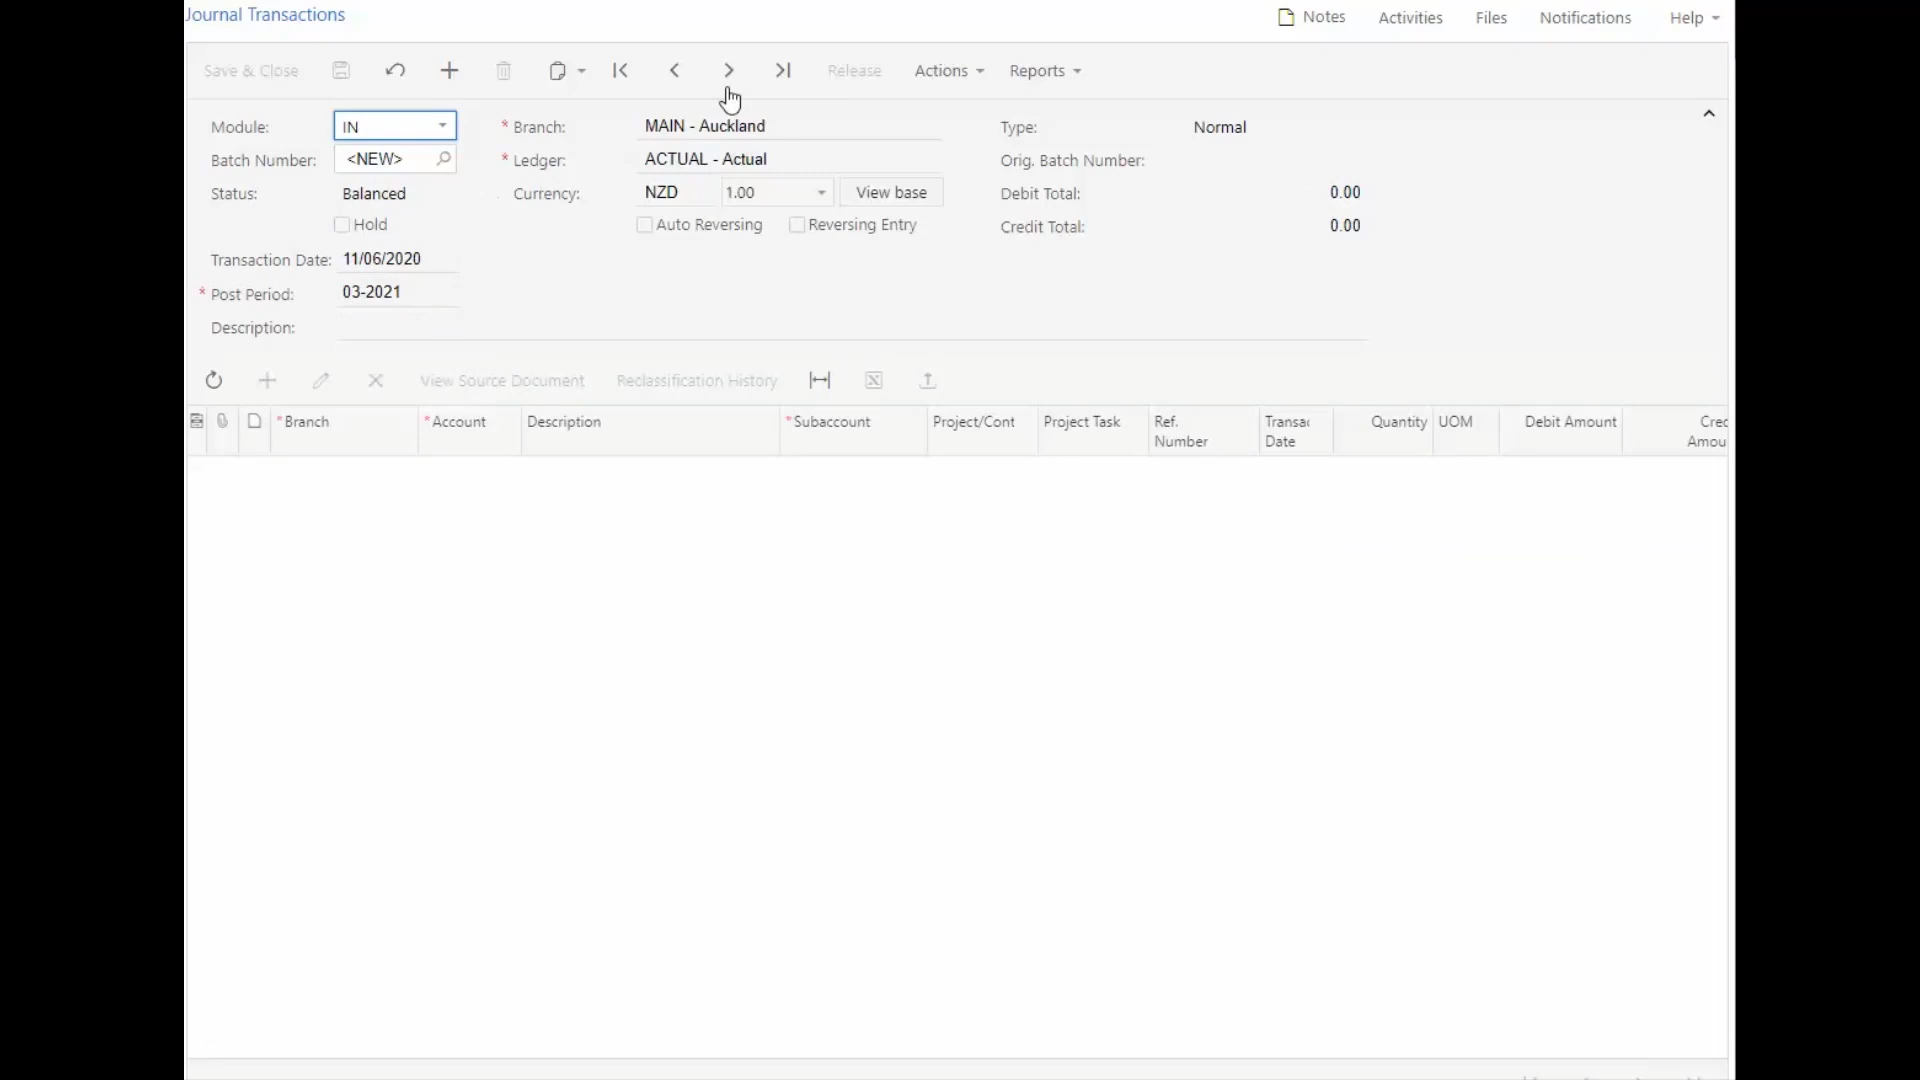 Journal Transactions
Notes Activities Files Notifications Help
Save & Close Release Actions Reports
Module: IN * Branch: MAIN - Auckland Type: Normal
Batch Number: <NEW> * Ledger: ACTUAL - Actual Orig. Batch Number:
Status: Balanced Currency: NZD 1.00 View base Debit Total: 0.00
Hold Auto Reversing Reversing Entry Credit Total: 0.00
Transaction Date: 11/06/2020
* Post Period: 03-2021
Description:
View Source Document Reclassification History
* Branch * Account Description * Subaccount Project/Cont Project Task Ref. Number Transac Date Quantity UOM Debit Amount Cred Amou